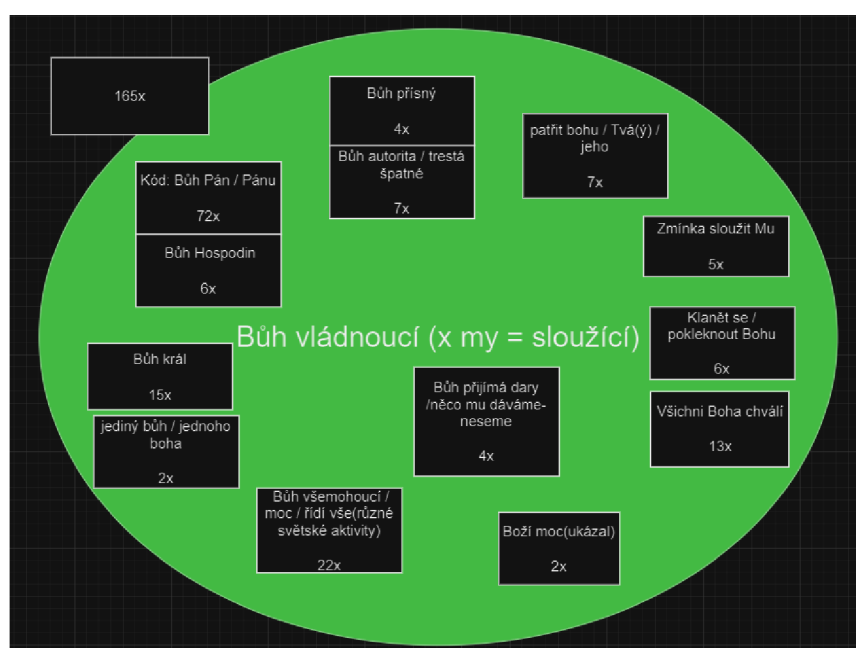 165x
Bůh přísný
4x
Bůh autorita / trestá
špatné
7x
patřit bohu / Tvá(ý) /
jeho
7x
Kód: Bůh Pán / Pánu
72x
Bůh Hospodin
6x
Zmínka sloužit Mu
5x
Bůh vládnoucí (x my = sloužící)
Klanět se /
pokleknout Bohu
6x
Bůh král
15x
Bůh přijímá dary
/něco mu dáváme-
neseme
4x
Všichni Boha chválí
13x
jediný bůh / jednoho
boha
2x
Bůh všemohoucí /
moc / řídí vše(různé
světské aktivity)
22x
Boží moc(ukázal)
2x